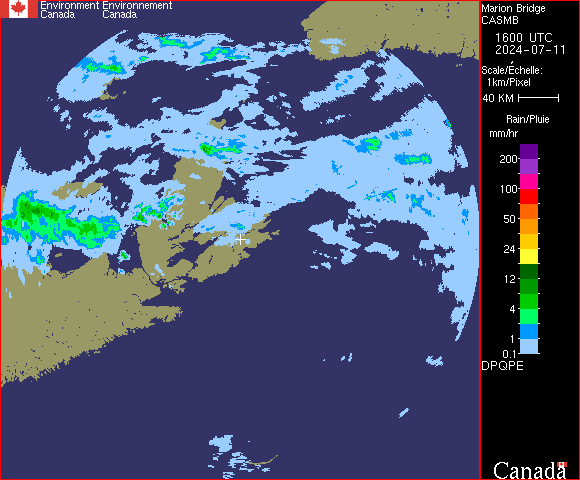 Environment Environnement
Canada Canada
Marion Bridge
CASMB
1600 UTC
2024-07-11
Scale/Échelle:
1km/Pixel
40 KM
Rain/Pluie
mm/hr
200
100
50
24
12
4
1
0.1
DPQPE
Canada